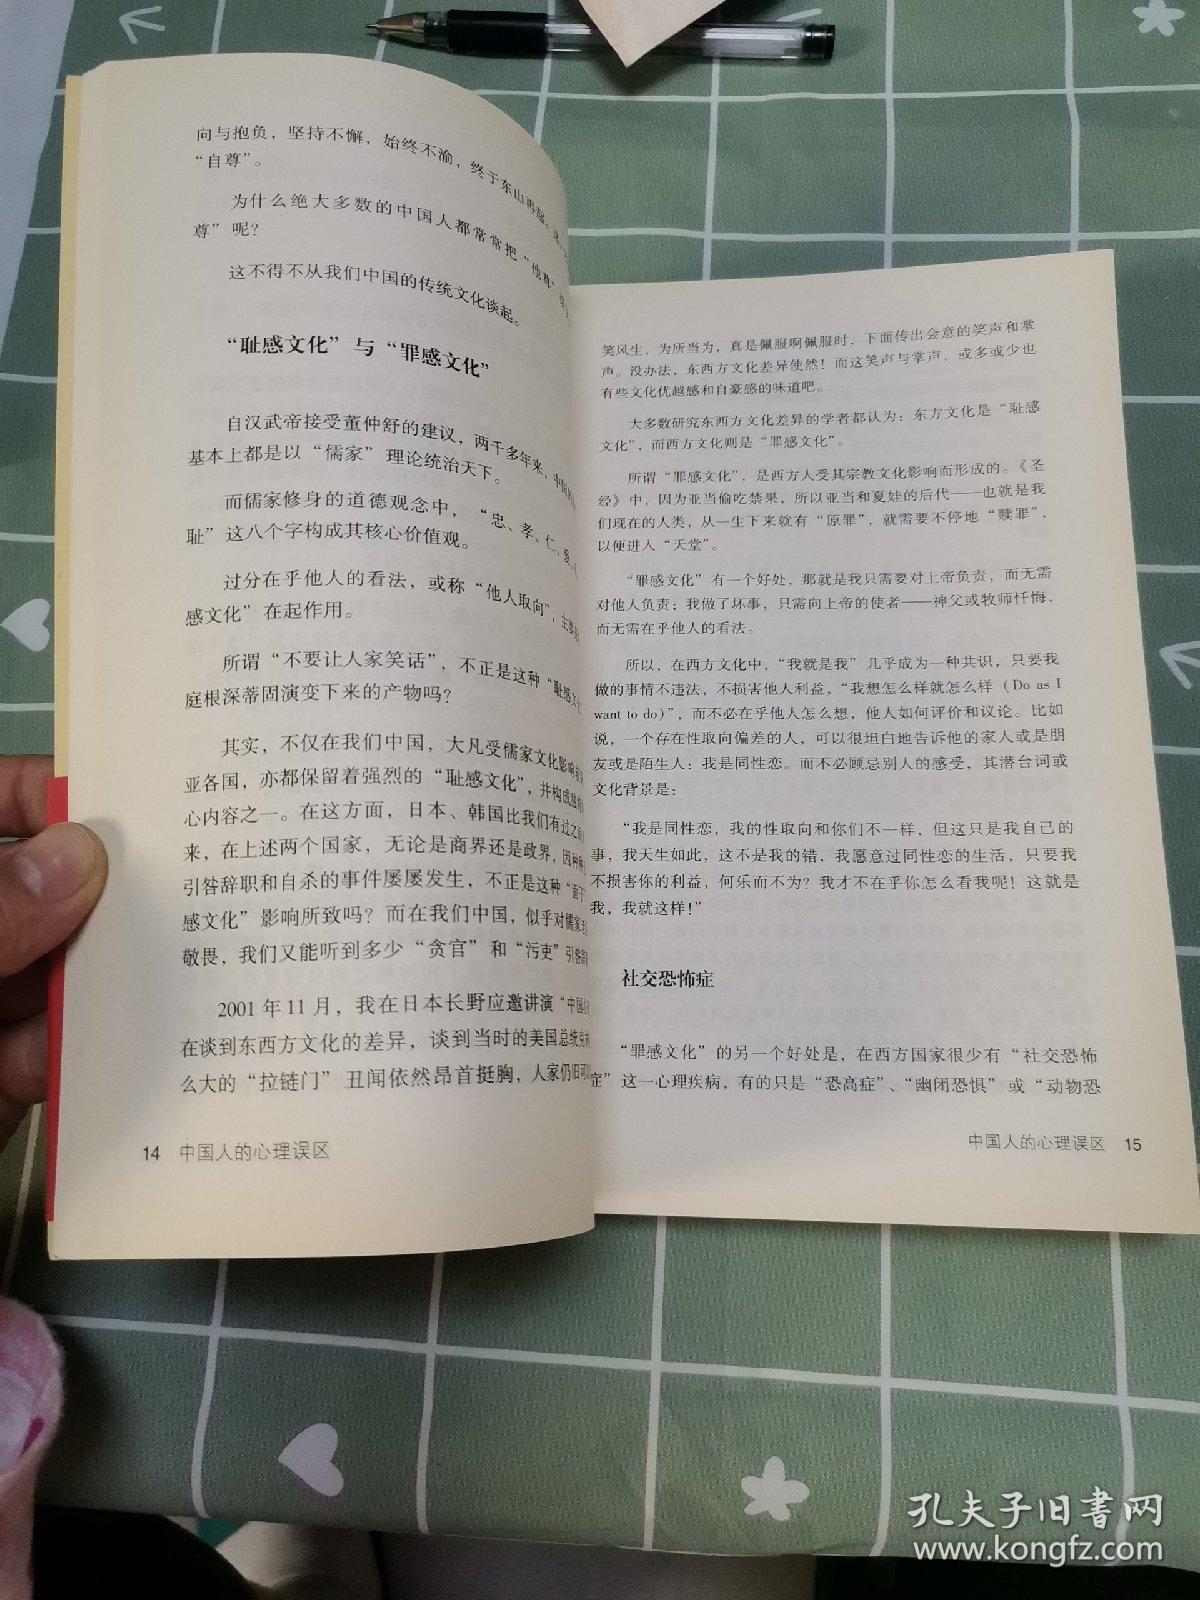 向与抱负，坚持不懈，始终不渝，终于东山再起。
“自尊”。
为什么绝大多数的中国人都常常把“他尊”
尊”呢？
这不得不从我们中国的传统文化谈起。
“耻感文化”与“罪感文化”
自汉武帝接受董仲舒的建议，两千多年来，中国
基本上都是以“儒家”理论统治天下。
而儒家修身的道德观念中，“忠、孝、仁、爱、
耻”这八个字构成其核心价值观。
过分在乎他人的看法，或称“他人取向”，主要
感文化”在起作用。
所谓“不要让人家笑话”，不正是这种“耻感文化
庭根深蒂固演变下来的产物吗？
其实，不仅在我们中国，大凡受儒家文化影响
亚各国，亦都保留着强烈的“耻感文化”，并构成
心内容之一。在这方面，日本、韩国比我们有过之
来，在上述两个国家，无论是商界还是政界，因种种
引咎辞职和自杀的事件屡屡发生，不正是这种“面子
感文化”影响所致吗？而在我们中国，似乎对儒家
敬畏，我们又能听到多少“贪官”和“污吏”引咎
2001年11月，我在日本长野应邀讲演“中国
在谈到东西方文化的差异，谈到当时的美国总统克
么大的“拉链门”丑闻依然昂首挺胸，人家仍旧可
14 中国人的心理误区
笑风生，为所当为，真是佩服啊佩服时，下面传出会意的笑声和掌
声。没办法，东西方文化差异使然！而这笑声与掌声，或多或少也
有些文化优越感和自豪感的味道吧。
大多数研究东西方文化差异的学者都认为：东方文化是“耻感
文化”，而西方文化则是“罪感文化”。
所谓“罪感文化”，是西方人受其宗教文化影响而形成的。《圣
经》中，因为亚当偷吃禁果，所以亚当和夏娃的后代——也就是我
们现在的人类，从一生下来就有“原罪”，就需要不停地“赎罪”，
以便进入“天堂”。
“罪感文化”有一个好处，那就是我只需要对上帝负责，而无需
对他人负责；我做了坏事，只需向上帝的使者——神父或牧师忏悔，
而无需在乎他人的看法。
所以，在西方文化中，“我就是我”几乎成为一种共识，只要我
做的事情不违法，不损害他人利益，“我想怎么样就怎么样（Do as I
want to do）”，而不必在乎他人怎么想，他人如何评价和议论。比如
说，一个存在性取向偏差的人，可以很坦白地告诉他的家人或是朋
友或是陌生人：我是同性恋。而不必顾忌别人的感受，其潜台词或
文化背景是：
“我是同性恋，我的性取向和你们不一样，但这只是我自己的
事，我天生如此，这不是我的错，我愿意过同性恋的生活，只要我
不损害你的利益，何乐而不为？我才不在乎你怎么看我呢！这就是
我，我就这样！”
社交恐怖症
“罪感文化”的另一个好处是，在西方国家很少有“社交恐怖
症”这一心理疾病，有的只是“恐高症”、“幽闭恐惧”或“动物恐
中国人的心理误区 15
孔夫子旧书网
www.kongfz.com